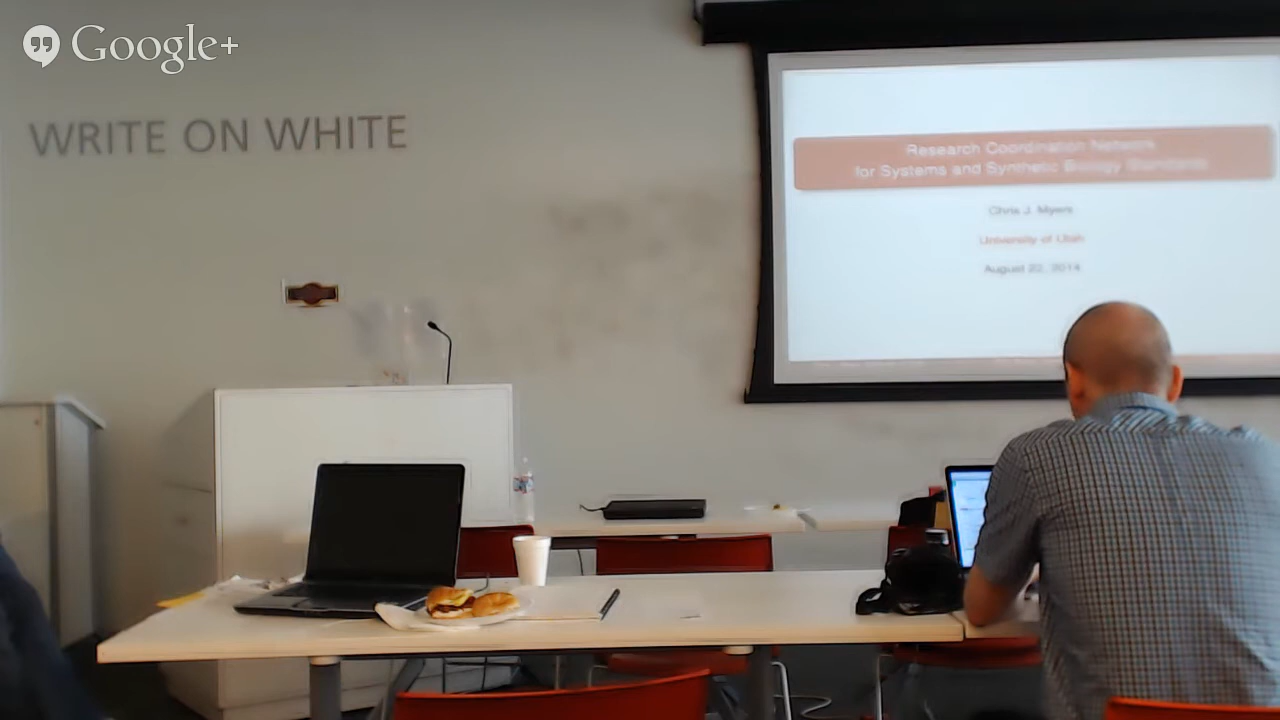 Google+
WRITE ON WHITE
Research Coordination Network
for Systems and Synthetic Biology Standards
Chris J. Myers
University of Utah
August 22, 2014